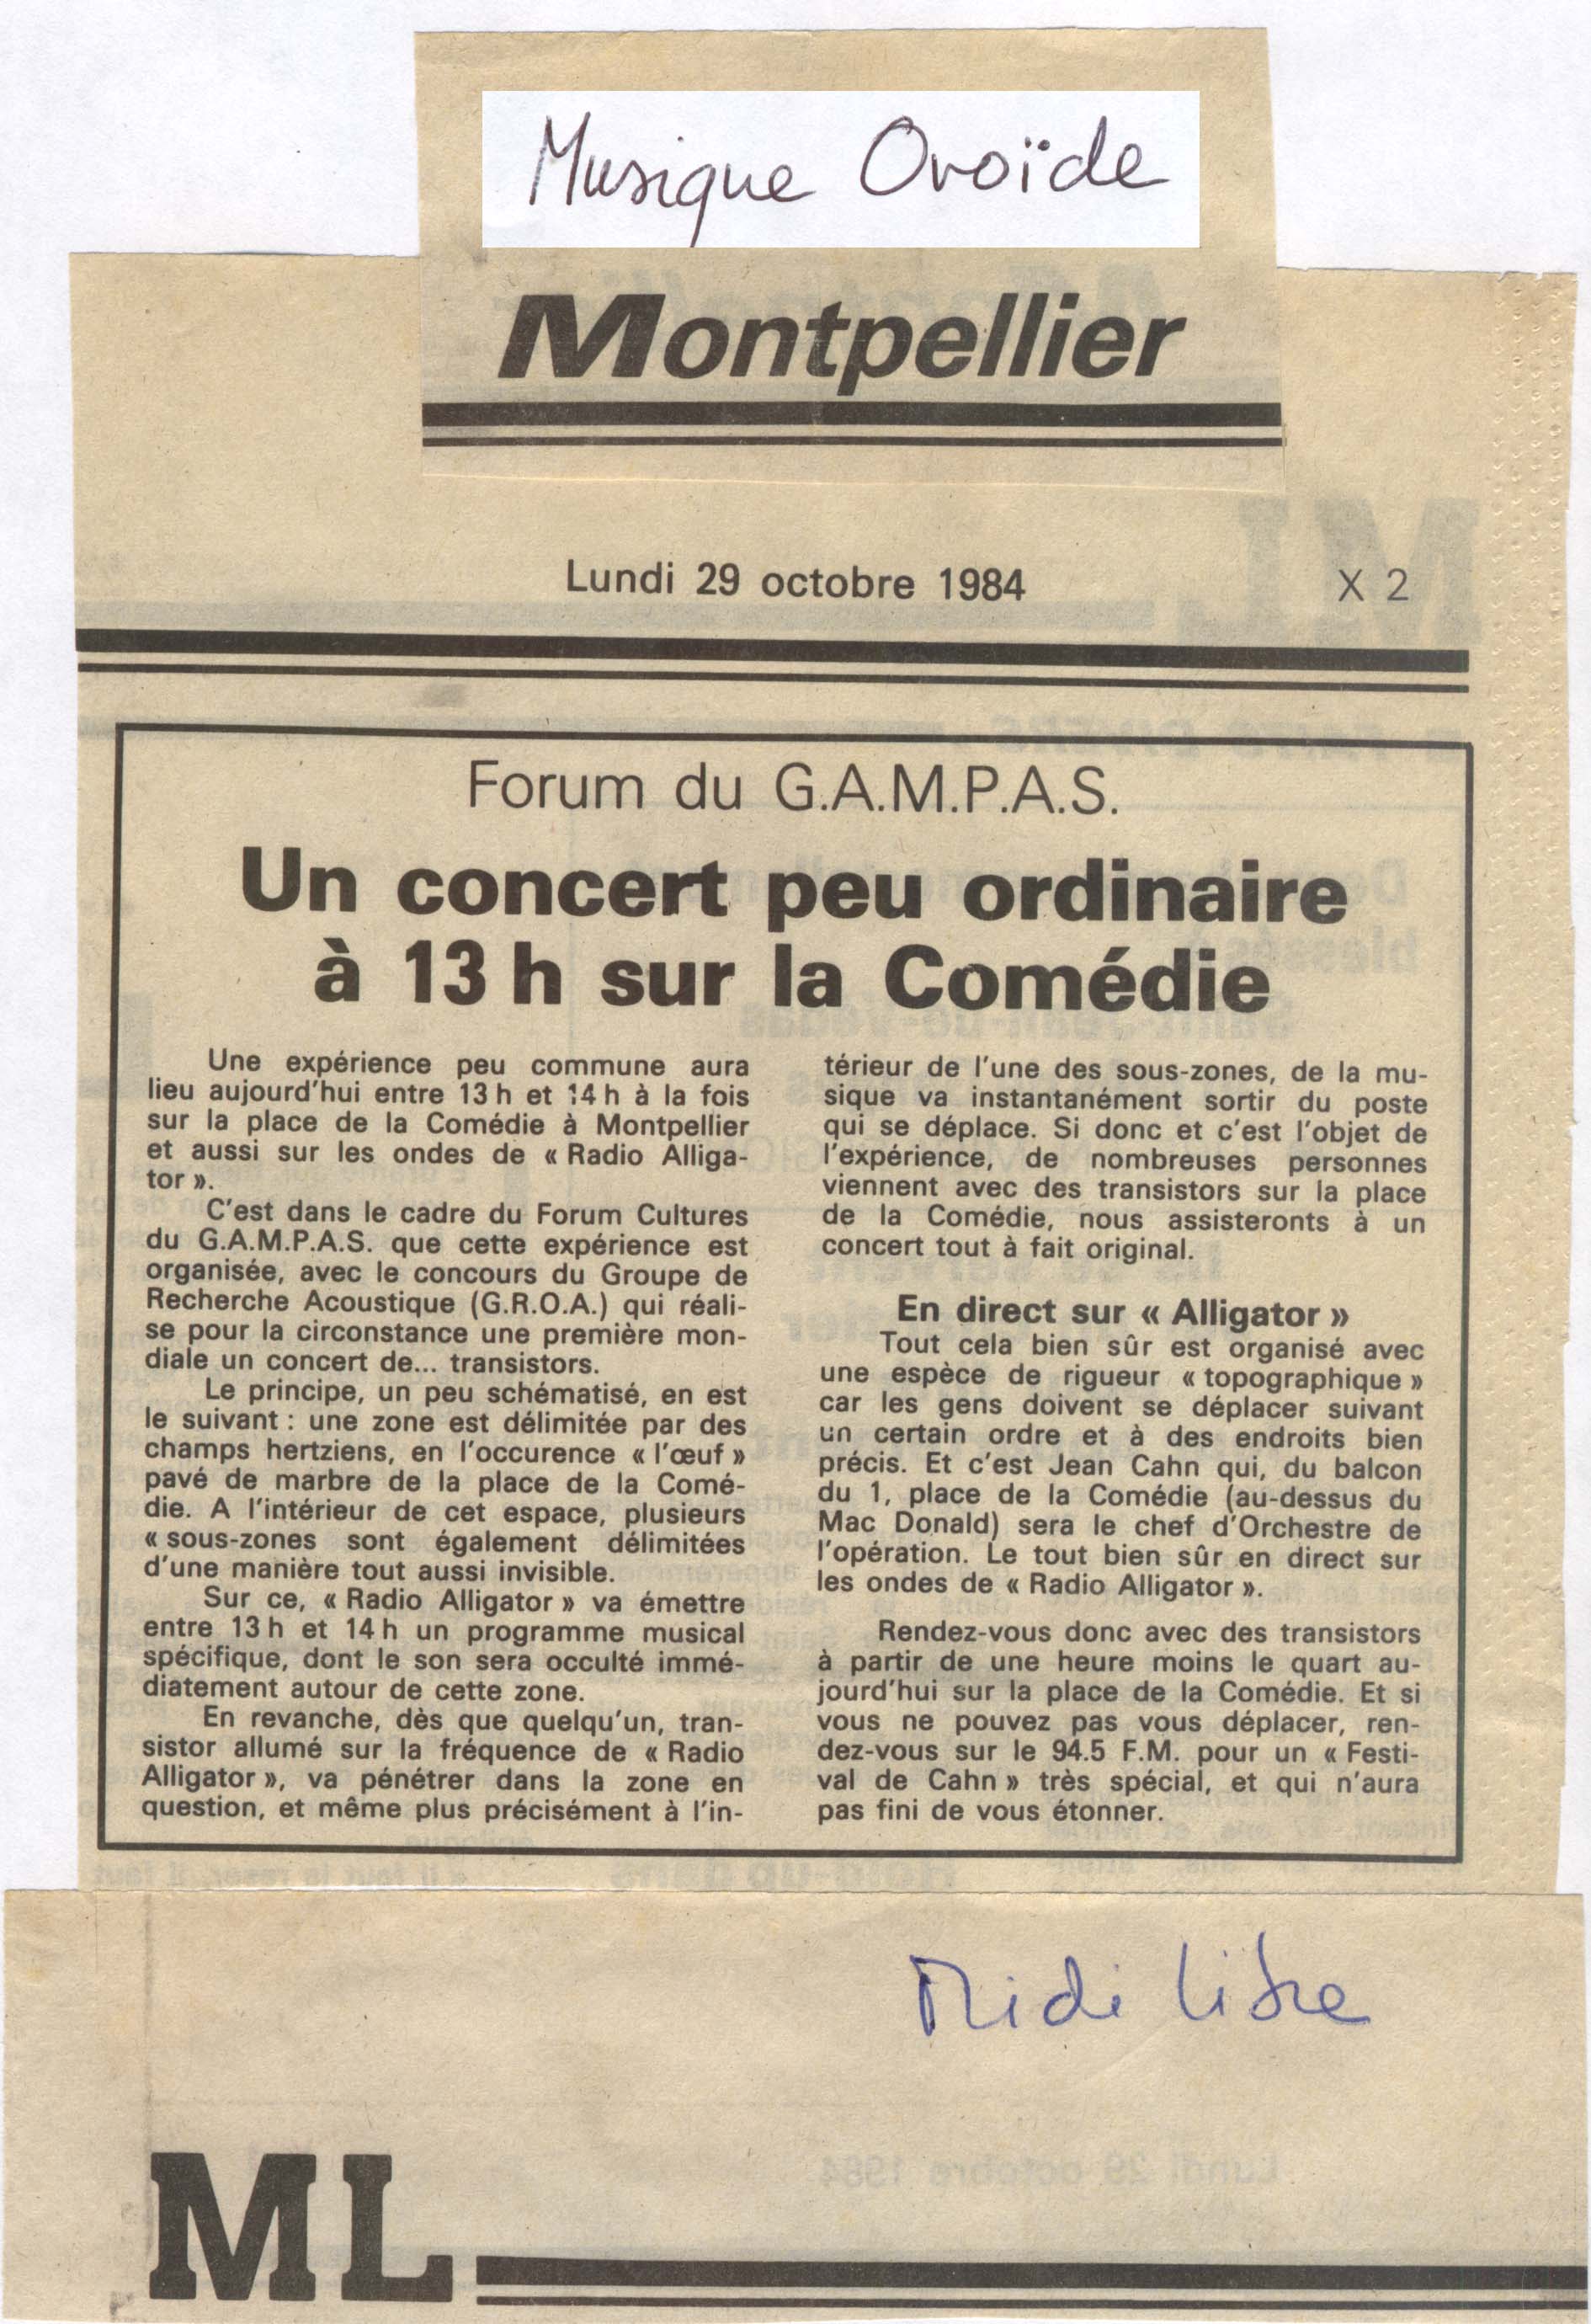 Musique Ovoïde
Montpellier
Lundi 29 octobre 1984
X 2
Forum du G.A.M.P.A.S.
Un concert peu ordinaire
à 13 h sur la Comédie
Une expérience peu commune aura
lieu aujourd'hui entre 13 h et 14 h à la fois
sur la place de la Comédie à Montpellier
et aussi sur les ondes de « Radio Alliga-
tor ».
C'est dans le cadre du Forum Cultures
du G.A.M.P.A.S. que cette expérience est
organisée, avec le concours du Groupe de
Recherche Acoustique (G.R.O.A.) qui réali-
se pour la circonstance une première mon-
diale un concert de... transistors.
Le principe, un peu schématisé, en est
le suivant : une zone est délimitée par des
champs hertziens, en l'occurence « l'œuf »
pavé de marbre de la place de la Comé-
die. A l'intérieur de cet espace, plusieurs
« sous-zones sont également délimitées
d'une manière tout aussi invisible.
Sur ce, « Radio Alligator » va émettre
entre 13 h et 14 h un programme musical
spécifique, dont le son sera occulté immé-
diatement autour de cette zone.
En revanche, dès que quelqu'un, tran-
sistor allumé sur la fréquence de « Radio
Alligator », va pénétrer dans la zone en
question, et même plus précisément à l'in-
térieur de l'une des sous-zones, de la mu-
sique va instantanément sortir du poste
qui se déplace. Si donc et c'est l'objet de
l'expérience, de nombreuses personnes
viennent avec des transistors sur la place
de la Comédie, nous assisteronts à un
concert tout à fait original.
En direct sur « Alligator »
Tout cela bien sûr est organisé avec
une espèce de rigueur « topographique »
car les gens doivent se déplacer suivant
un certain ordre et à des endroits bien
précis. Et c'est Jean Cahn qui, du balcon
du 1, place de la Comédie (au-dessus du
Mac Donald) sera le chef d'Orchestre de
l'opération. Le tout bien sûr en direct sur
les ondes de « Radio Alligator ».
Rendez-vous donc avec des transistors
à partir de une heure moins le quart au-
jourd'hui sur la place de la Comédie. Et si
vous ne pouvez pas vous déplacer, ren-
dez-vous sur le 94.5 F.M. pour un « Festi-
val de Cahn » très spécial, et qui n'aura
pas fini de vous étonner.
Midi Libre
ML